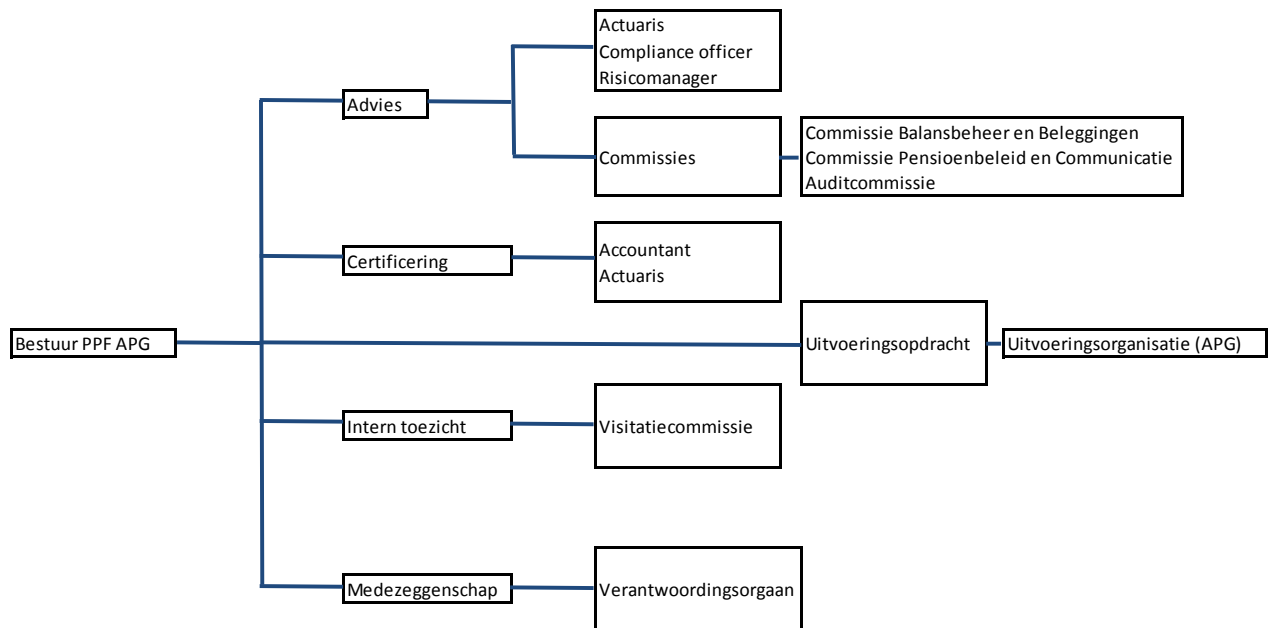 Actuaris
Compliance officer
Risicomanager
Advies
Commissies
Commissie Balansbeheer en Beleggingen
Commissie Pensioenbeleid en Communicatie
Auditcommissie
Certificering
Accountant
Actuaris
Bestuur PPF APG
Uitvoeringsopdracht
Uitvoeringsorganisatie (APG)
Intern toezicht
Visitatiecommissie
Medezeggenschap
Verantwoordingsorgaan